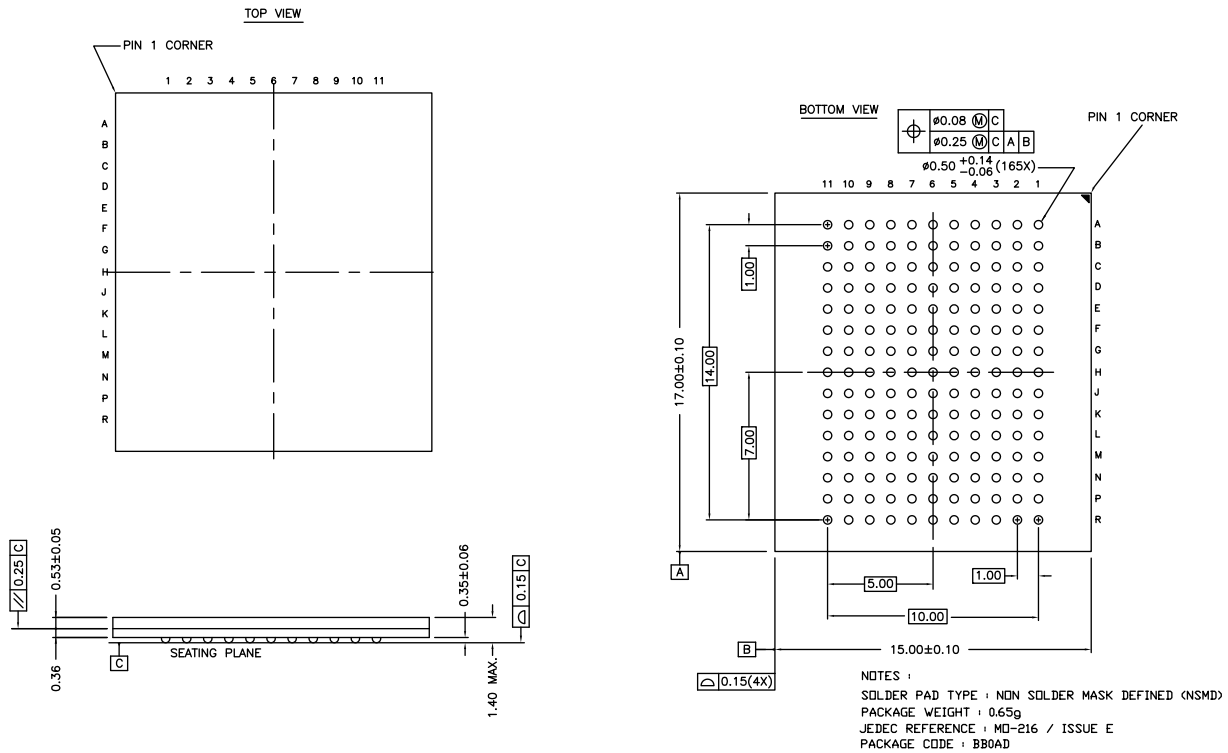 TOP VIEW
PIN 1 CORNER
1 2 3 4 5 6 7 8 9 10 11
A
B
C
D
E
F
G
H
J
K
L
M
N
P
R
BOTTOM VIEW
PIN 1 CORNER
ø0.08 Ⓜ C
ø0.25 Ⓜ C A B
ø0.50 +0.14 -0.06 (165X)
11 10 9 8 7 6 5 4 3 2 1
A
B
C
D
E
F
G
H
J
K
L
M
N
P
R
1.00
17.00±0.10
14.00
7.00
A
1.00
5.00
10.00
B
15.00±0.10
0.15(4X)
0.25 C
0.53±0.05
0.35±0.06
0.15 C
SEATING PLANE
C
0.36
1.40 MAX.
NOTES :
SOLDER PAD TYPE : NON SOLDER MASK DEFINED (NSMD)
PACKAGE WEIGHT : 0.65g
JEDEC REFERENCE : MO-216 / ISSUE E
PACKAGE CODE : BB0AD